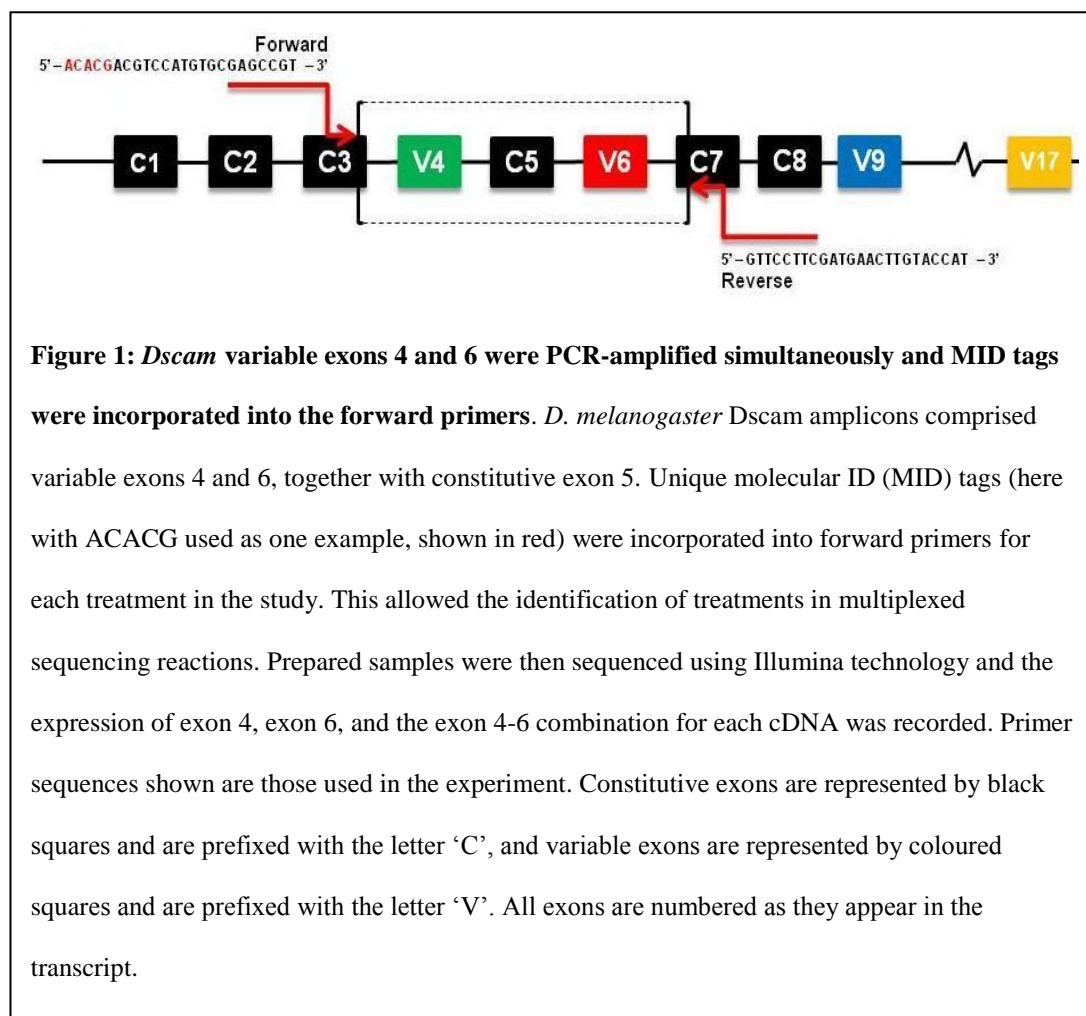 Forward
5'-ACACGACGTCCATGTGCGAGCCGT -3'
C1 C2 C3 V4 C5 V6 C7 C8 V9 V17
5'-GTTCCTTCGATGAACTTGTACCAT -3'
Reverse
Figure 1: Dscam variable exons 4 and 6 were PCR-amplified simultaneously and MID tags
were incorporated into the forward primers. D. melanogaster Dscam amplicons comprised
variable exons 4 and 6, together with constitutive exon 5. Unique molecular ID (MID) tags (here
with ACACG used as one example, shown in red) were incorporated into forward primers for
each treatment in the study. This allowed the identification of treatments in multiplexed
sequencing reactions. Prepared samples were then sequenced using Illumina technology and the
expression of exon 4, exon 6, and the exon 4-6 combination for each cDNA was recorded. Primer
sequences shown are those used in the experiment. Constitutive exons are represented by black
squares and are prefixed with the letter ‘C’, and variable exons are represented by coloured
squares and are prefixed with the letter ‘V’. All exons are numbered as they appear in the
transcript.